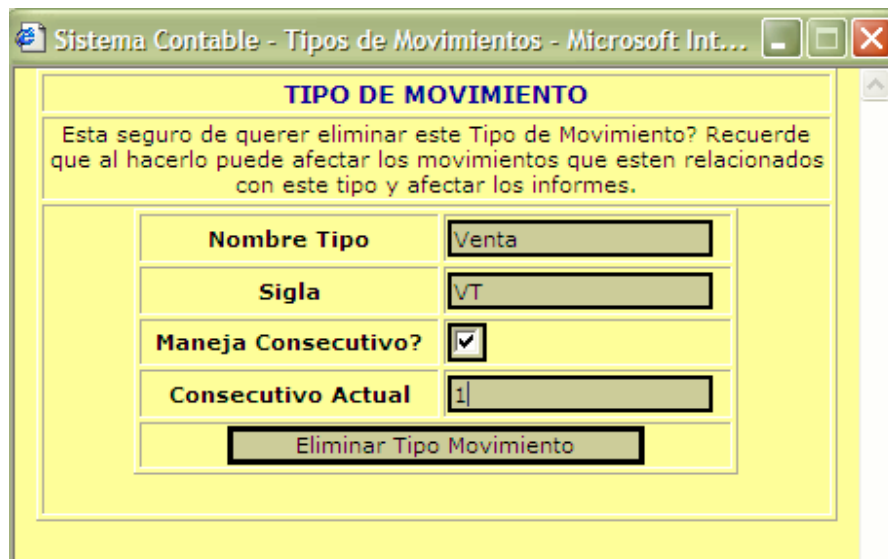 Sistema Contable - Tipos de Movimientos - Microsoft Int...
TIPO DE MOVIMIENTO
Esta seguro de querer eliminar este Tipo de Movimiento? Recuerde
que al hacerlo puede afectar los movimientos que esten relacionados
con este tipo y afectar los informes.
Nombre Tipo Venta
Sigla VT
Maneja Consecutivo?
Consecutivo Actual 1
Eliminar Tipo Movimiento